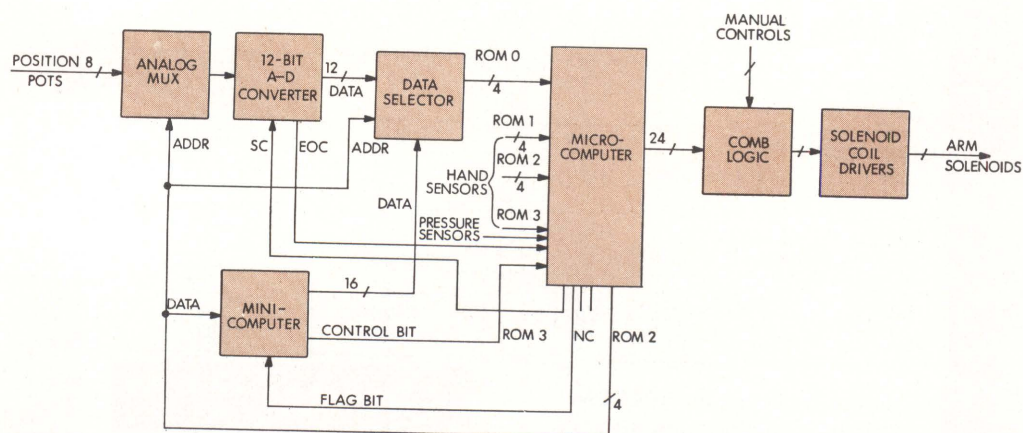 MANUAL
CONTROLS
POSITION 8
POTS
ANALOG
MUX
12-BIT
A-D
CONVERTER
12
DATA
DATA
SELECTOR
ROM 0
4
ROM 1
4
ROM 2
4
HAND
SENSORS
ROM 3
PRESSURE
SENSORS
MICRO-
COMPUTER
24
COMB
LOGIC
SOLENOID
COIL
DRIVERS
ARM
SOLENOIDS
ADDR
SC
EOC
ADDR
DATA
DATA
MINI-
COMPUTER
16
CONTROL BIT
ROM 3
NC
ROM 2
FLAG BIT
4